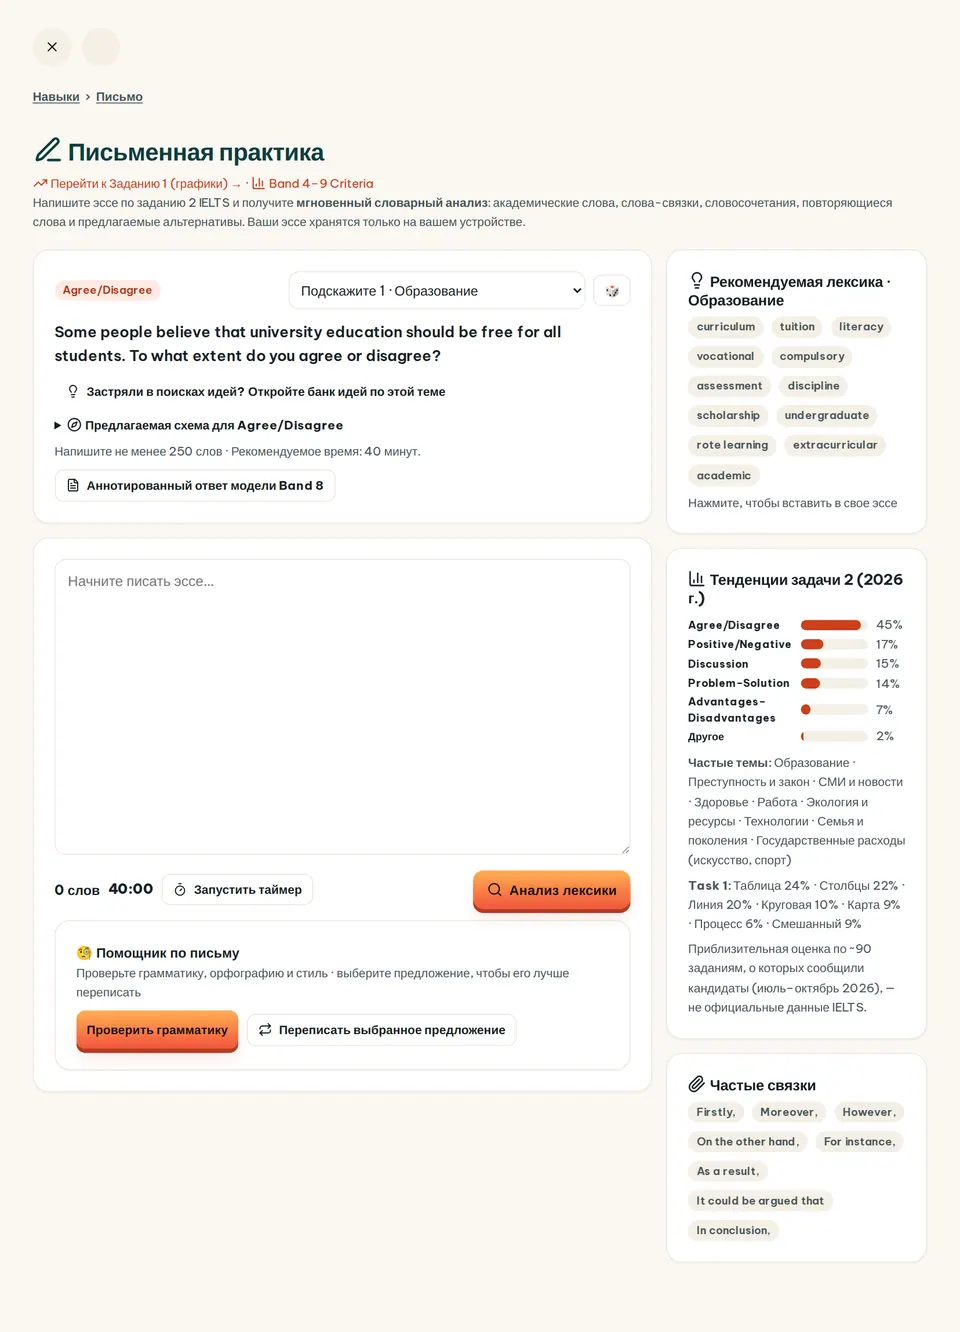 Навыки › Письмо
Письменная практика
Перейти к Заданию 1 (графики) → · Band 4–9 Criteria
Напишите эссе по заданию 2 IELTS и получите мгновенный словарный анализ: академические слова, слова-связки, словосочетания, повторяющиеся
слова и предлагаемые альтернативы. Ваши эссе хранятся только на вашем устройстве.
Agree/Disagree
Подскажите 1 · Образование
Some people believe that university education should be free for all
students. To what extent do you agree or disagree?
Застряли в поисках идей? Откройте банк идей по этой теме
Предлагаемая схема для Agree/Disagree
Напишите не менее 250 слов · Рекомендуемое время: 40 минут.
Аннотированный ответ модели Band 8
Начните писать эссе...
0 слов 40:00 Запустить таймер
Анализ лексики
🧐 Помощник по письму
Проверьте грамматику, орфографию и стиль · выберите предложение, чтобы его лучше
переписать
Проверить грамматику
Переписать выбранное предложение
Рекомендуемая лексика ·
Образование
curriculum tuition literacy
vocational compulsory
assessment discipline
scholarship undergraduate
rote learning extracurricular
academic
Нажмите, чтобы вставить в свое эссе
Тенденции задачи 2 (2026
г.)
Agree/Disagree 45%
Positive/Negative 17%
Discussion 15%
Problem-Solution 14%
Advantages-
Disadvantages 7%
Другое 2%
Частые темы: Образование ·
Преступность и закон · СМИ и новости
· Здоровье · Работа · Экология и
ресурсы · Технологии · Семья и
поколения · Государственные расходы
(искусство, спорт)
Task 1: Таблица 24% · Столбцы 22% ·
Линия 20% · Круговая 10% · Карта 9%
· Процесс 6% · Смешанный 9%
Приблизительная оценка по ~90
заданиям, о которых сообщили
кандидаты (июль–октябрь 2026), —
не официальные данные IELTS.
Частые связки
Firstly, Moreover, However,
On the other hand, For instance,
As a result,
It could be argued that
In conclusion,